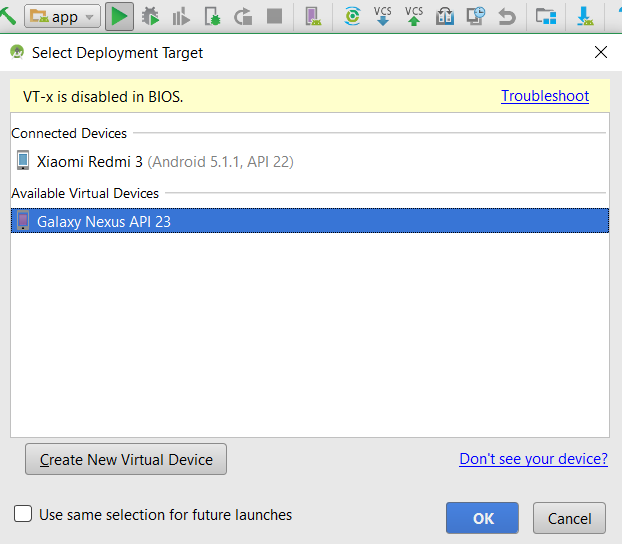 app
VCS
VCS
Select Deployment Target
VT-x is disabled in BIOS.
Troubleshoot
Connected Devices
Xiaomi Redmi 3 (Android 5.1.1, API 22)
Available Virtual Devices
Galaxy Nexus API 23
Create New Virtual Device
Don't see your device?
Use same selection for future launches
OK
Cancel